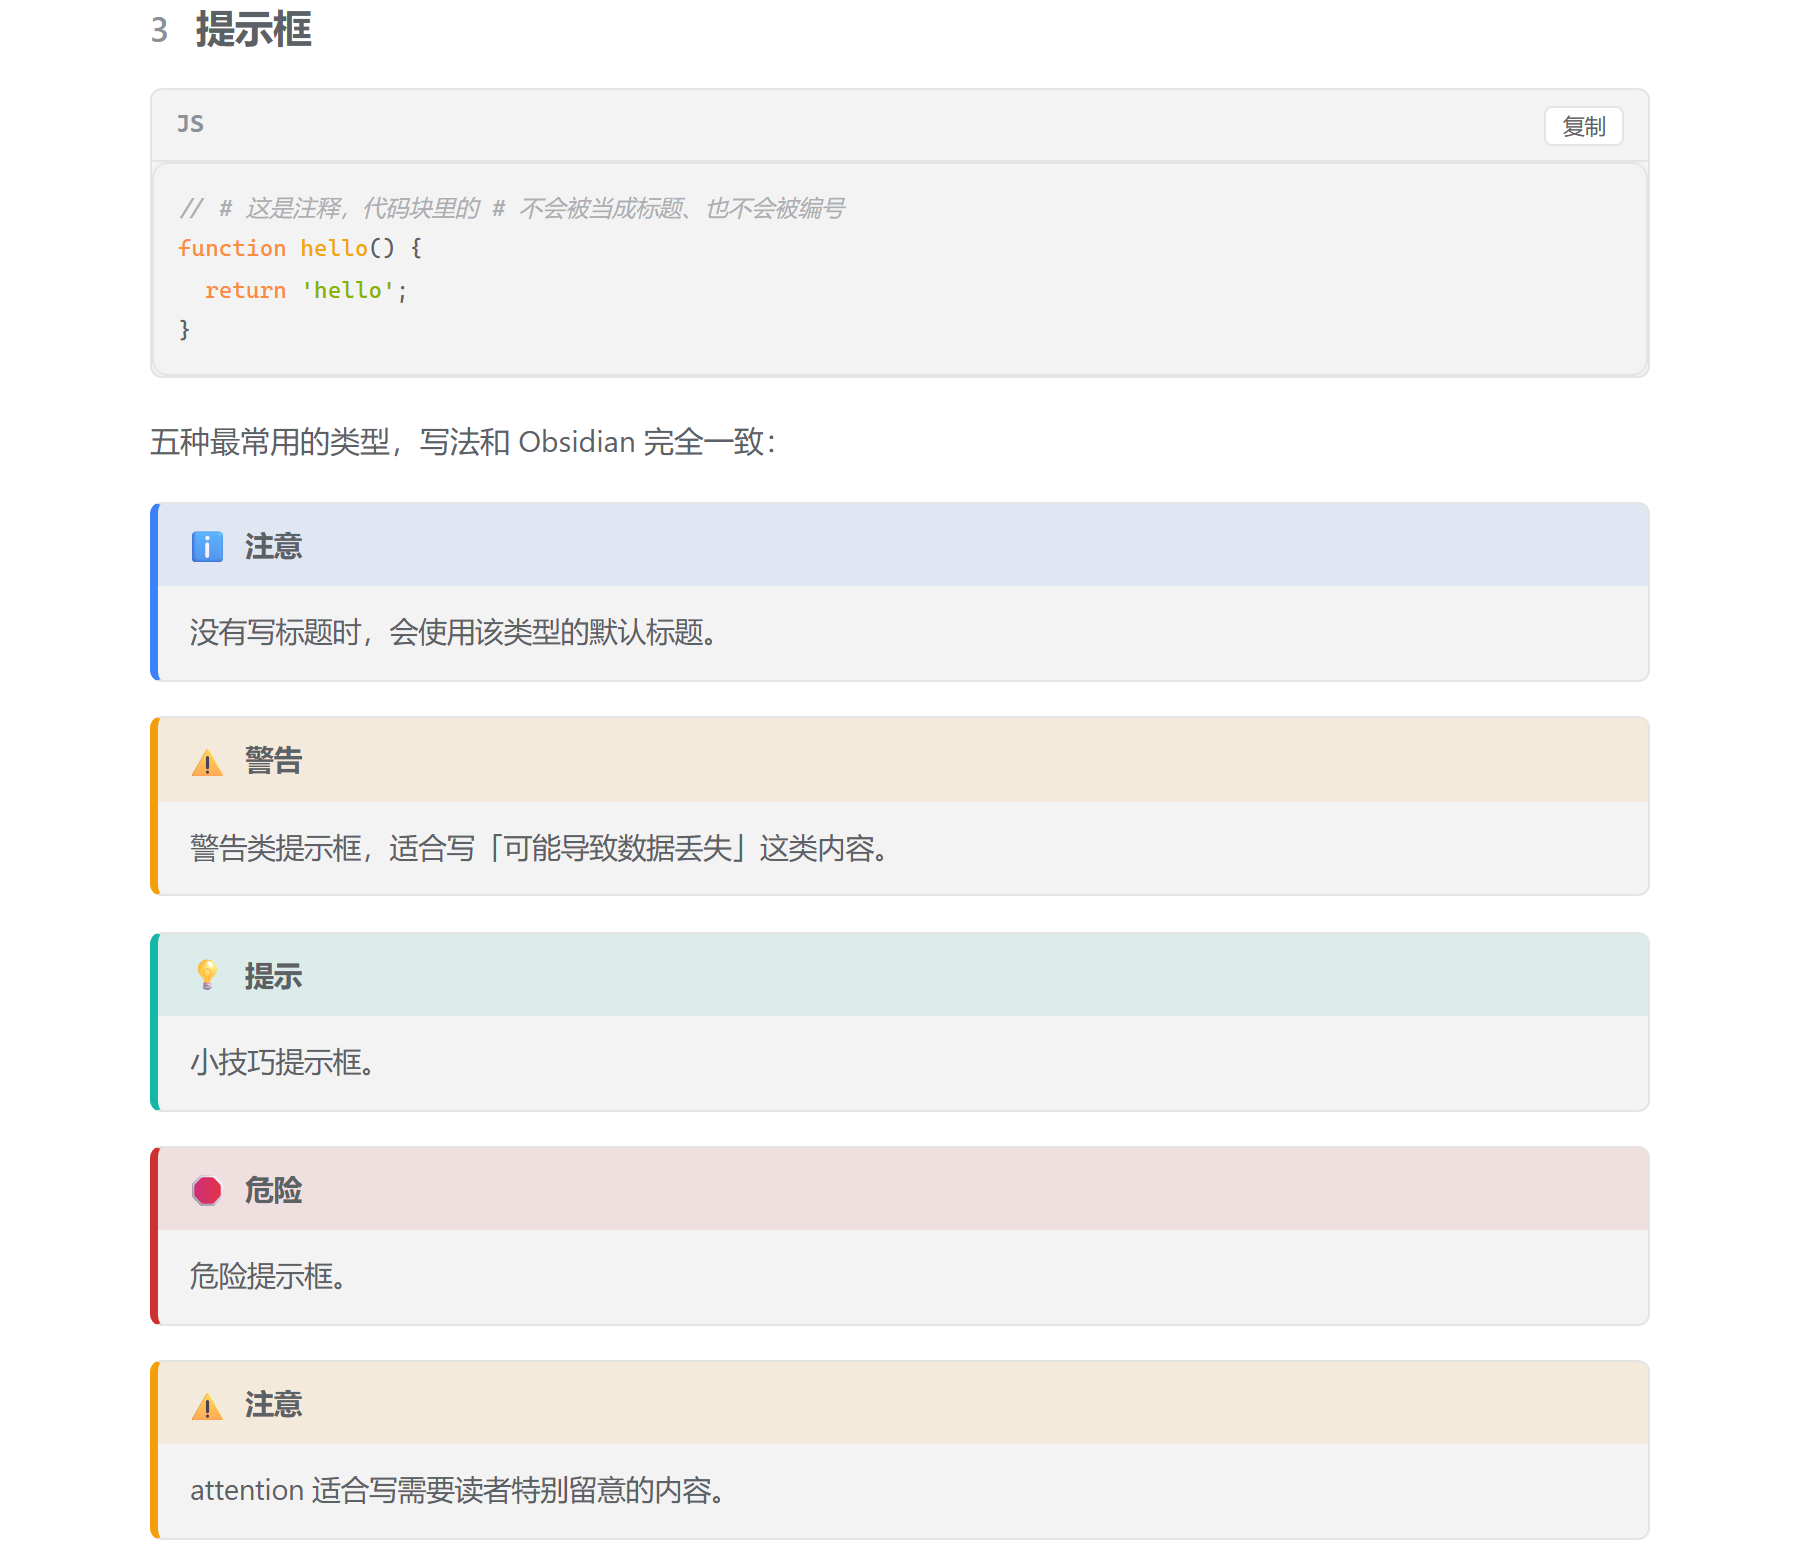 3 提示框
JS
复制
// # 这是注释，代码块里的 # 不会被当成标题、也不会被编号
function hello() {
  return 'hello';
}
五种最常用的类型，写法和 Obsidian 完全一致：
注意
没有写标题时，会使用该类型的默认标题。
警告
警告类提示框，适合写「可能导致数据丢失」这类内容。
提示
小技巧提示框。
危险
危险提示框。
注意
attention 适合写需要读者特别留意的内容。